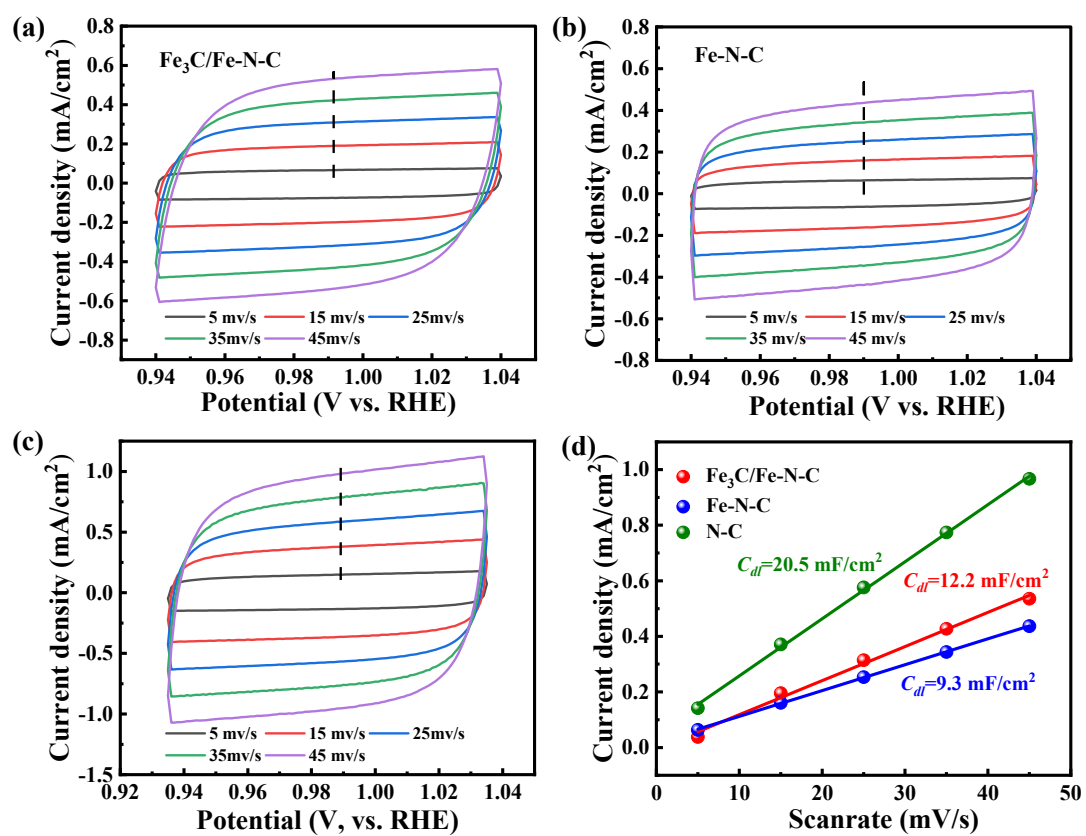 (a)
Fe₃C/Fe-N-C
Current density (mA/cm²)
0.8
0.6
0.4
0.2
0.0
-0.2
-0.4
-0.6
-0.8
-1.0
-1.2
5 mv/s 15 mv/s 25mv/s
35mv/s 45mv/s
0.94 0.96 0.98 1.00 1.02 1.04
Potential (V vs. RHE)
(b)
Fe-N-C
Current density (mA/cm²)
0.8
0.6
0.4
0.2
0.0
-0.2
-0.4
-0.6
-0.8
5 mv/s 15 mv/s 25 mv/s
35 mv/s 45 mv/s
0.94 0.96 0.98 1.00 1.02 1.04
Potential (V vs. RHE)
(c)
Current density (mA/cm²)
1.0
0.5
0.0
-0.5
-1.0
-1.5
5 mv/s 15 mv/s 25mv/s
35mv/s 45 mv/s
0.92 0.94 0.96 0.98 1.00 1.02 1.04
Potential (V, vs. RHE)
(d)
Fe₃C/Fe-N-C
Fe-N-C
N-C
C_dl=20.5 mF/cm²
C_dl=12.2 mF/cm²
C_dl=9.3 mF/cm²
Current density (mA/cm²)
1.0
0.8
0.6
0.4
0.2
0.0
0 10 20 30 40 50
Scanrate (mV/s)